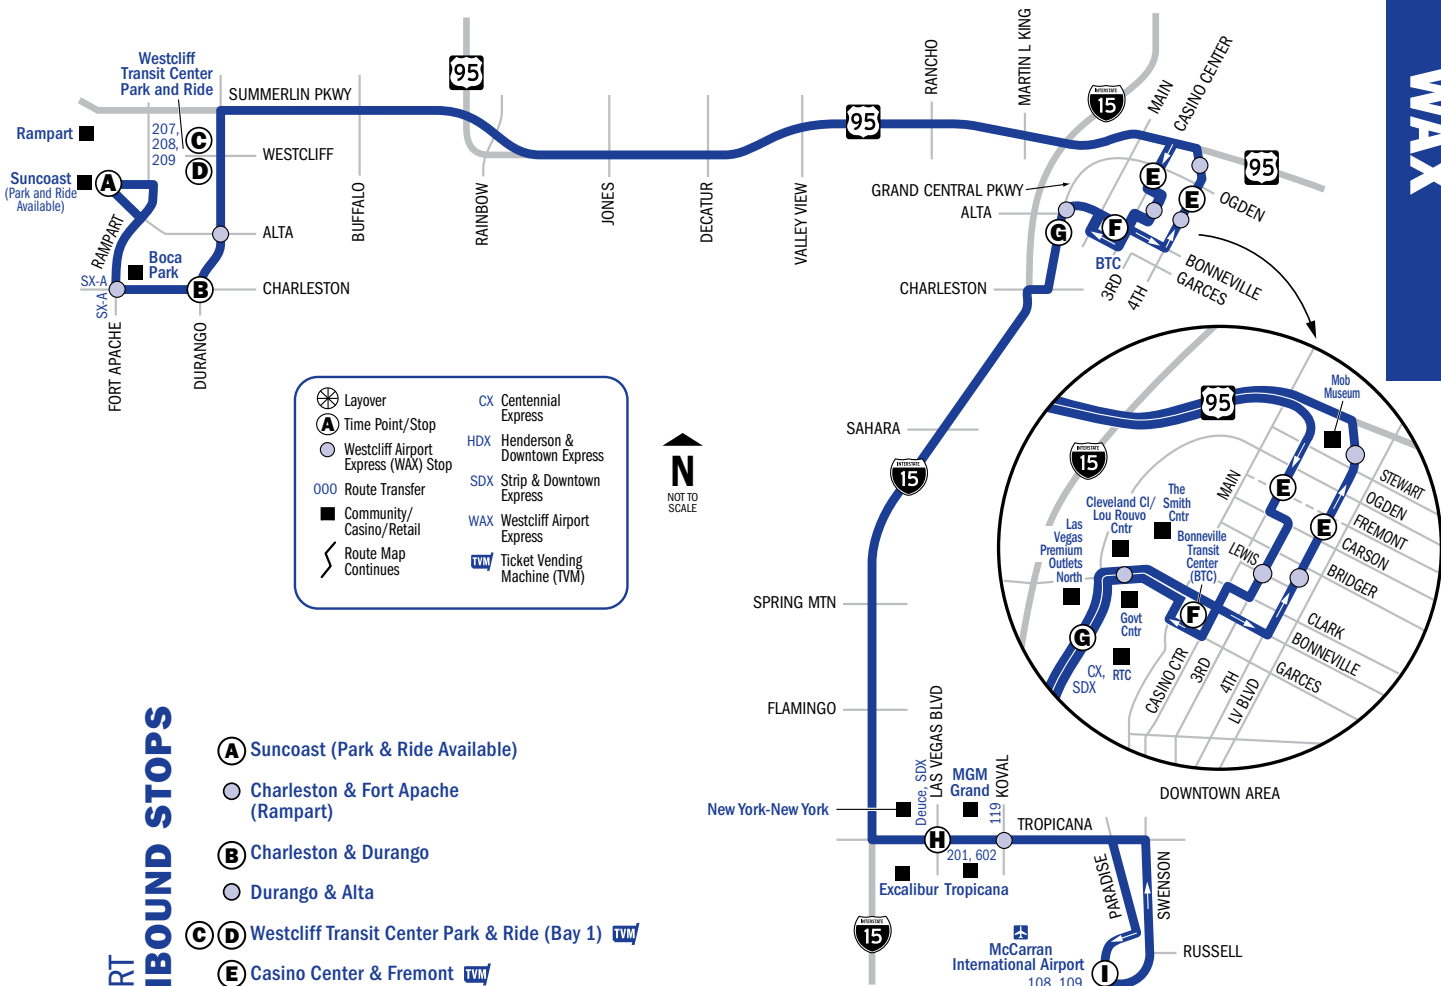 WAX
95
MARTIN L KING
RANCHO
CASINO CENTER
MAIN
INTERSTATE
15
Westcliff
Transit Center
Park and Ride
SUMMERLIN PKWY
95
Rampart
207,
208,
209
C
D
WESTCLIFF
95
Suncoast
(Park and Ride
Available)
A
RAMPART
ALTA
Boca
Park
SX-A
SX-A
B
CHARLESTON
FORT APACHE
DURANGO
BUFFALO
RAINBOW
JONES
DECATUR
VALLEY VIEW
GRAND CENTRAL PKWY
ALTA
E
E
OGDEN
G
F
BTC
3RD
4TH
BONNEVILLE
GARCES
CHARLESTON
Layover
A Time Point/Stop
Westcliff Airport
Express (WAX) Stop
000 Route Transfer
Community/
Casino/Retail
Route Map
Continues
CX Centennial
Express
HDX Henderson &
Downtown Express
SDX Strip & Downtown
Express
WAX Westcliff Airport
Express
TVM Ticket Vending
Machine (TVM)
N
NOT TO
SCALE
SAHARA
INTERSTATE
15
SPRING MTN
FLAMINGO
95
Mob
Museum
INTERSTATE
15
MAIN
E
E
STEWART
OGDEN
FREMONT
CARSON
BRIDGER
Cleveland Cl/
Lou Rouvo
Cntr
The
Smith
Cntr
Las
Vegas
Premium
Outlets
North
Bonneville
Transit
Center
(BTC)
LEWIS
F
G
Govt
Cntr
CX,
SDX
RTC
CLARK
BONNEVILLE
GARCES
CASINO CTR
3RD
4TH
LV BLVD
DOWNTOWN AREA
Deuce, SDX
LAS VEGAS BLVD
MGM
Grand
119
KOVAL
New York-New York
TROPICANA
H
201, 602
Excalibur
Tropicana
PARADISE
SWENSON
INTERSTATE
15
McCarran
International Airport
108, 109
I
RUSSELL
RT
IBOUND STOPS
A Suncoast (Park & Ride Available)
Charleston & Fort Apache
(Rampart)
B Charleston & Durango
Durango & Alta
C D Westcliff Transit Center Park & Ride (Bay 1) TVM
E Casino Center & Fremont TVM